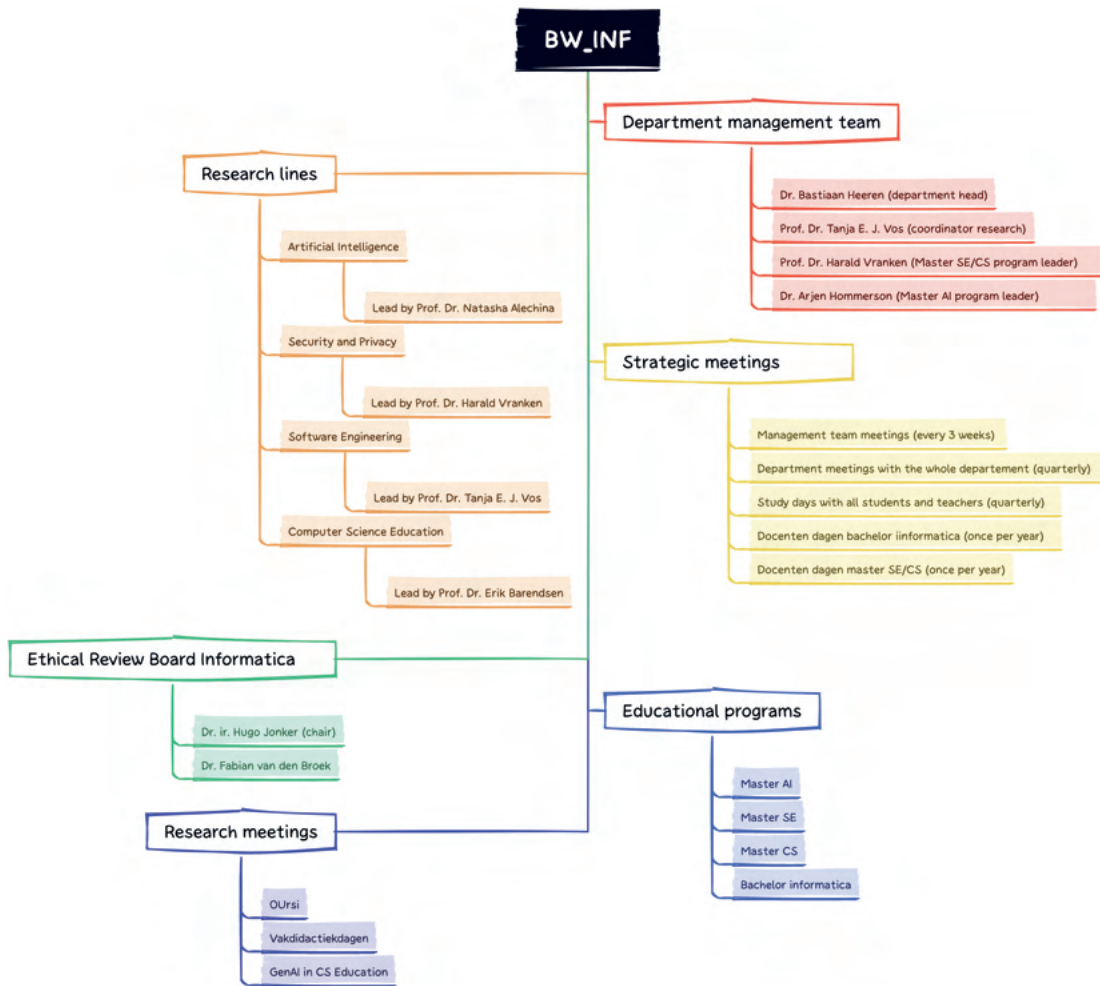 BW_INF
Department management team
Dr. Bastiaan Heeren (department head)
Prof. Dr. Tanja E. J. Vos (coordinator research)
Prof. Dr. Harald Vranken (Master SE/CS program leader)
Dr. Arjen Hommerson (Master AI program leader)
Research lines
Artificial Intelligence
Lead by Prof. Dr. Natasha Alechina
Security and Privacy
Lead by Prof. Dr. Harald Vranken
Software Engineering
Lead by Prof. Dr. Tanja E. J. Vos
Computer Science Education
Lead by Prof. Dr. Erik Barendsen
Strategic meetings
Management team meetings (every 3 weeks)
Department meetings with the whole departement (quarterly)
Study days with all students and teachers (quarterly)
Docenten dagen bachelor iinformatica (once per year)
Docenten dagen master SE/CS (once per year)
Ethical Review Board Informatica
Dr. ir. Hugo Jonker (chair)
Dr. Fabian van den Broek
Educational programs
Master AI
Master SE
Master CS
Bachelor informatica
Research meetings
OUrsi
Vakdidactiekdagen
GenAI in CS Education